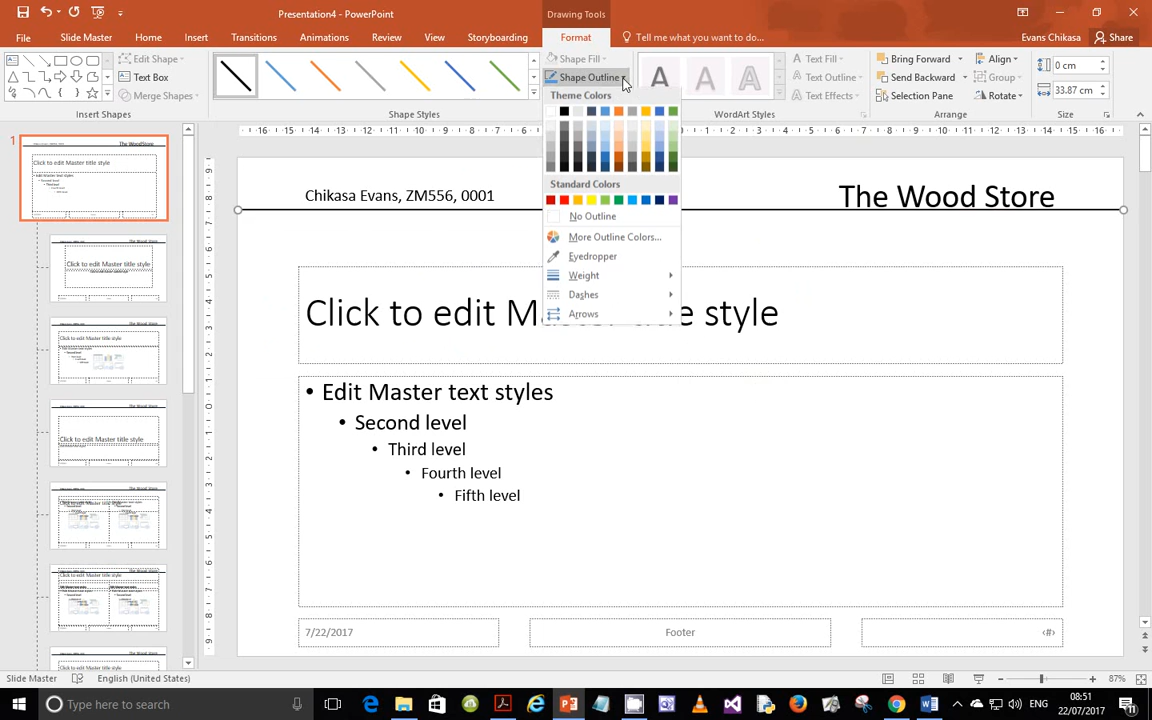 Presentation4 - PowerPoint
Drawing Tools
File
Home
Insert
Transitions
Animations
Review
View
Storyboarding
Slide Master
Format
Tell me what you want to do...
Evans Chikasa
Share
Edit Shape
Text Box
Merge Shapes
Insert Shapes
Shape Styles
Shape Fill
Shape Outline
A A A
WordArt Styles
Text Fill
Text Outline
Text Effects
Bring Forward
Send Backward
Selection Pane
Align
Group
Rotate
Arrange
0 cm
33.87 cm
Size
Theme Colors
Standard Colors
No Outline
More Outline Colors...
Eyedropper
Weight
Dashes
Arrows
1
Chikasa Evans, ZM556, 0001
The Wood Store
Click to edit Master title style
• Edit Master text styles
• Second level
• Third level
• Fourth level
• Fifth level
7/22/2017
Footer
‹#›
Slide Master
English (United States)
87%
Type here to search
ENG
08:51
22/07/2017
11